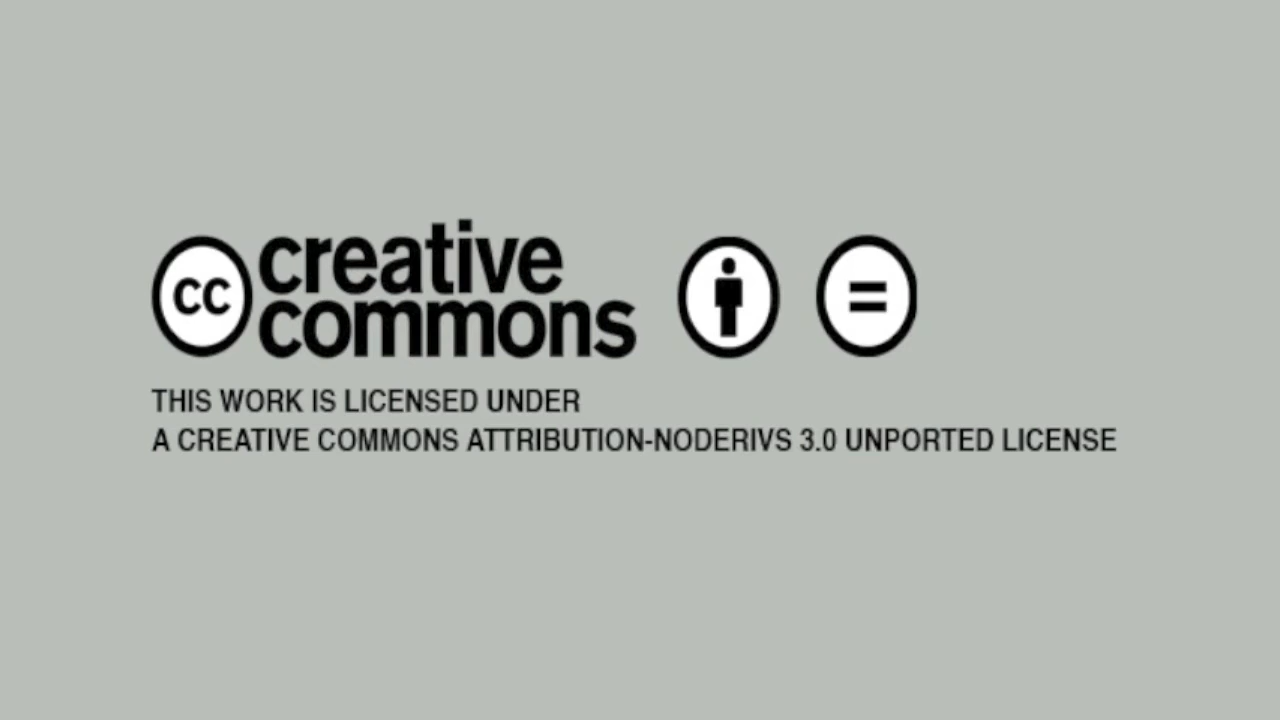 cc creative
commons
=
THIS WORK IS LICENSED UNDER
A CREATIVE COMMONS ATTRIBUTION-NODERIVS 3.0 UNPORTED LICENSE